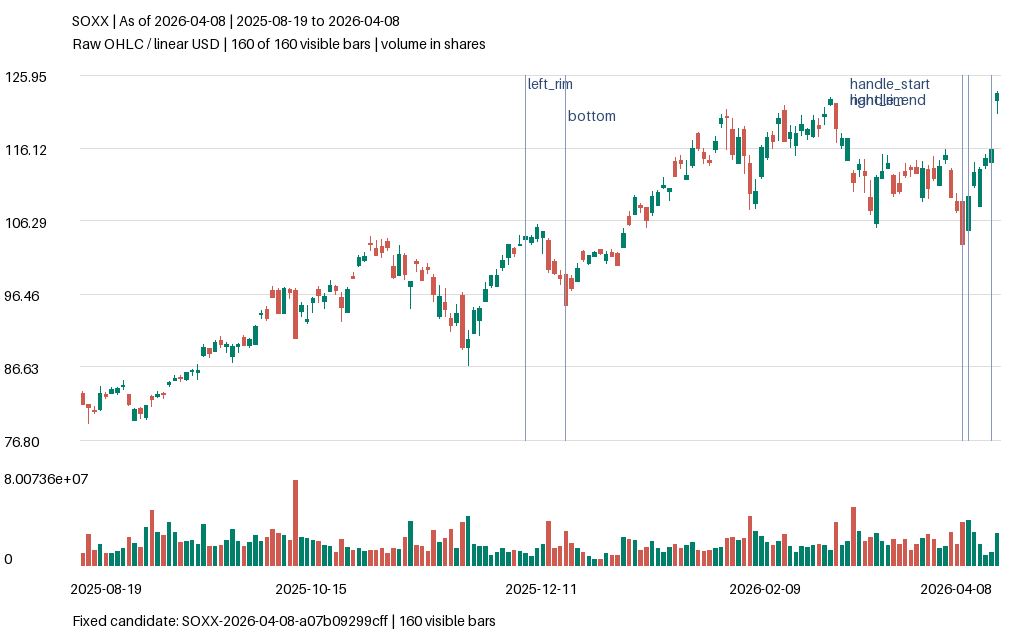 SOXX | As of 2026-04-08 | 2025-08-19 to 2026-04-08
Raw OHLC / linear USD | 160 of 160 visible bars | volume in shares
125.95
left_rim
handle_start
handle_end
bottom
116.12
106.29
96.46
86.63
76.80
8.00736e+07
0
2025-08-19
2025-10-15
2025-12-11
2026-02-09
2026-04-08
Fixed candidate: SOXX-2026-04-08-a07b09299cff | 160 visible bars